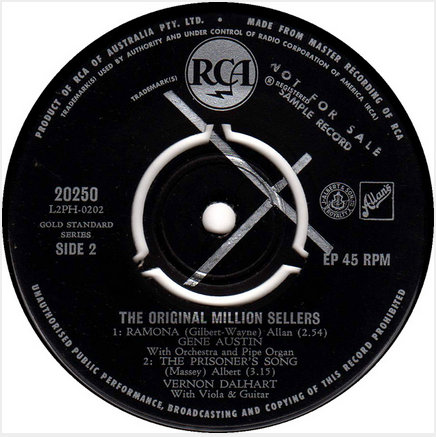 PRODUCT OF RCA OF AUSTRALIA PTY. LTD. • MADE FROM MASTER RECORDING OF RCA
TRADEMARK(S) USED BY AUTHORITY AND UNDER CONTROL OF RADIO CORPORATION OF AMERICA (RCA)
RCA
TRADEMARK(S)
® REGISTERED
NOT FOR SALE
SAMPLE RECORD
20250
L2PH-0202
GOLD STANDARD
SERIES
SIDE 2
ALBERT & SON
ROYALTY
Allans
EP 45 RPM
THE ORIGINAL MILLION SELLERS
1: RAMONA (Gilbert-Wayne) Allan (2.54)
GENE AUSTIN
With Orchestra and Pipe Organ
2: THE PRISONER'S SONG
(Massey) Albert (3.15)
VERNON DALHART
With Viola & Guitar
UNAUTHORISED PUBLIC PERFORMANCE, BROADCASTING AND COPYING OF THIS RECORD PROHIBITED